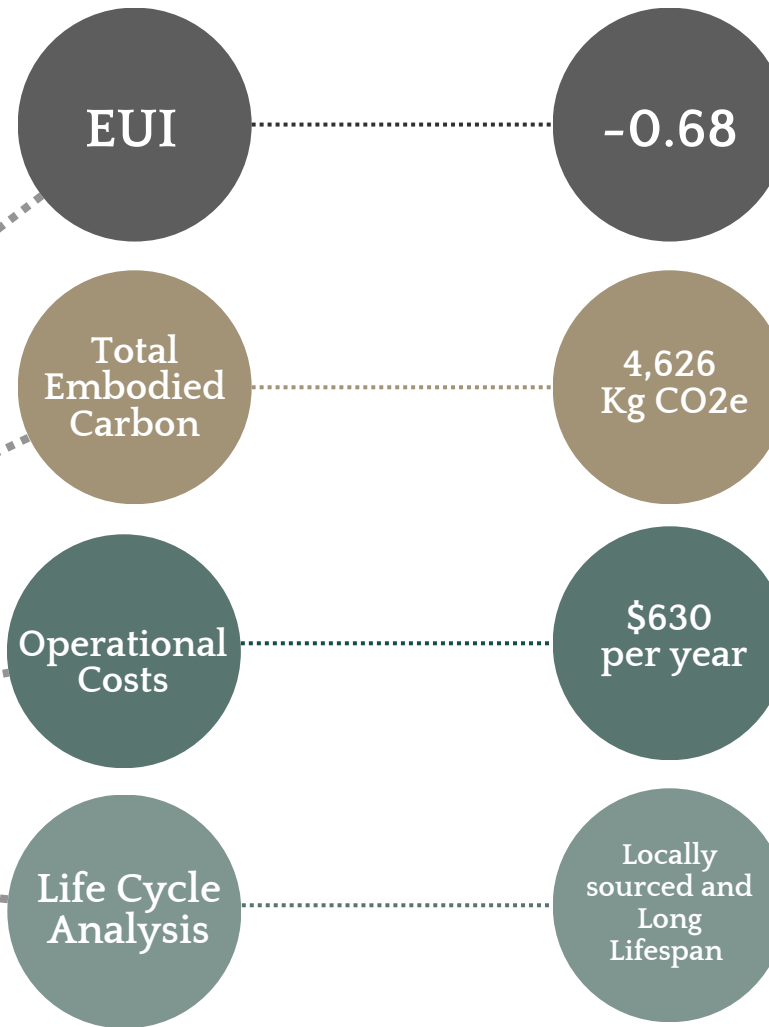 EUI
-0.68
Total
Embodied
Carbon
4,626
Kg CO2e
Operational
Costs
$630
per year
Life Cycle
Analysis
Locally
sourced and
Long
Lifespan